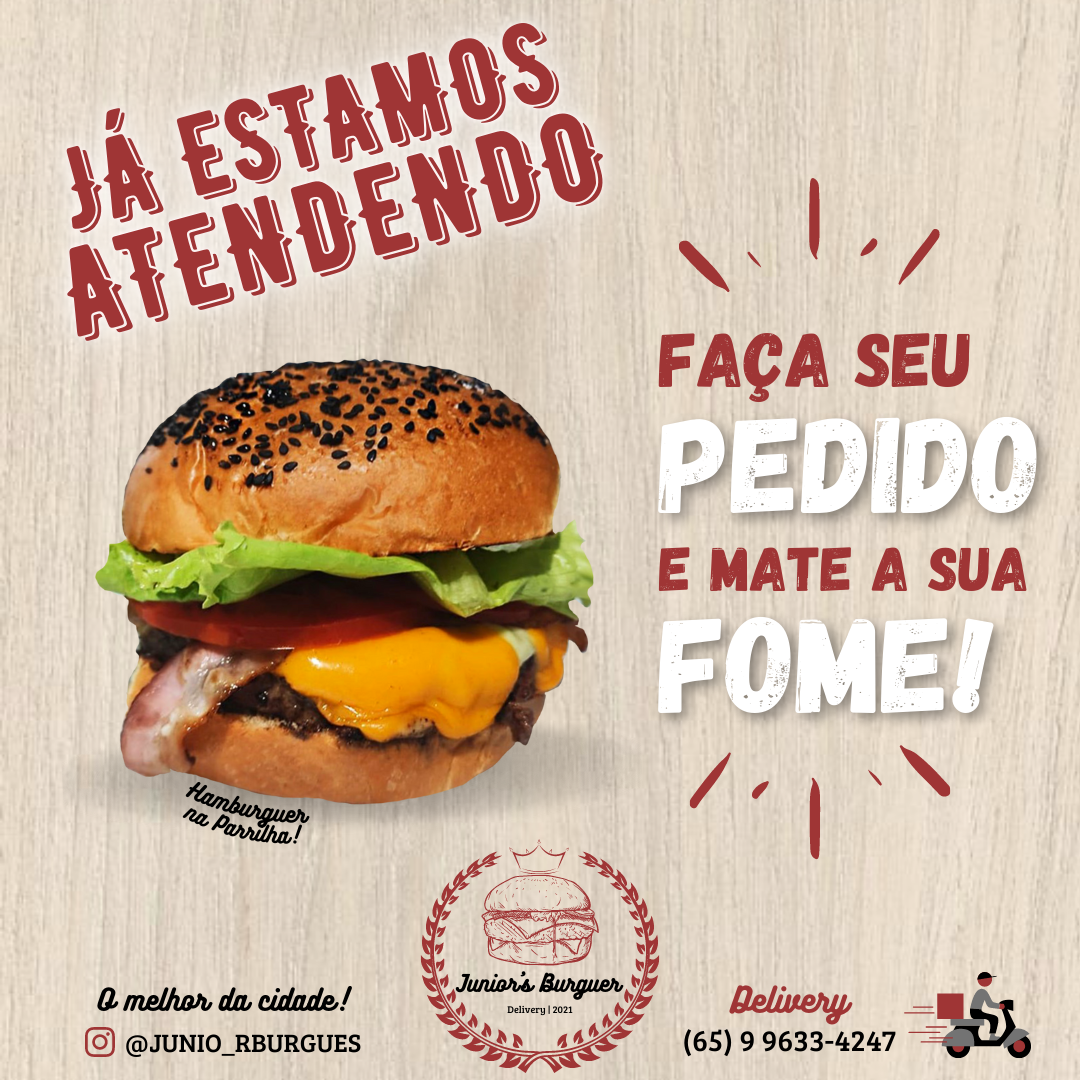 JÁ ESTAMOS
ATENDENDO
FAÇA SEU
PEDIDO
E MATE A SUA
FOME!
Hamburguer
na Parrilha!
Junior's Burguer
Delivery | 2021
O melhor da cidade!
@JUNIO_RBURGUES
Delivery
(65) 9 9633-4247